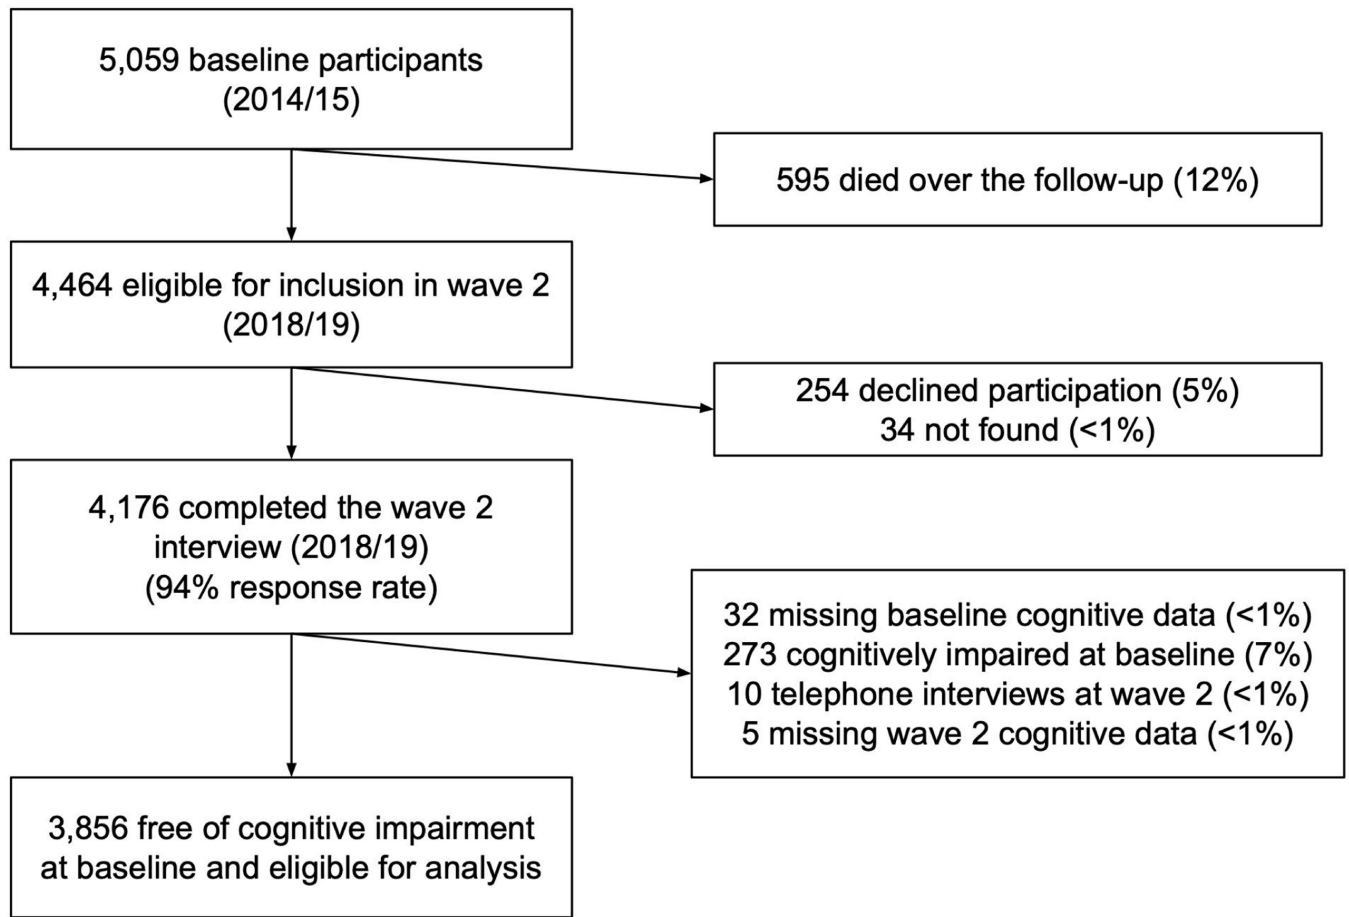 5,059 baseline participants
(2014/15)
595 died over the follow-up (12%)
4,464 eligible for inclusion in wave 2
(2018/19)
254 declined participation (5%)
34 not found (<1%)
4,176 completed the wave 2
interview (2018/19)
(94% response rate)
32 missing baseline cognitive data (<1%)
273 cognitively impaired at baseline (7%)
10 telephone interviews at wave 2 (<1%)
5 missing wave 2 cognitive data (<1%)
3,856 free of cognitive impairment
at baseline and eligible for analysis